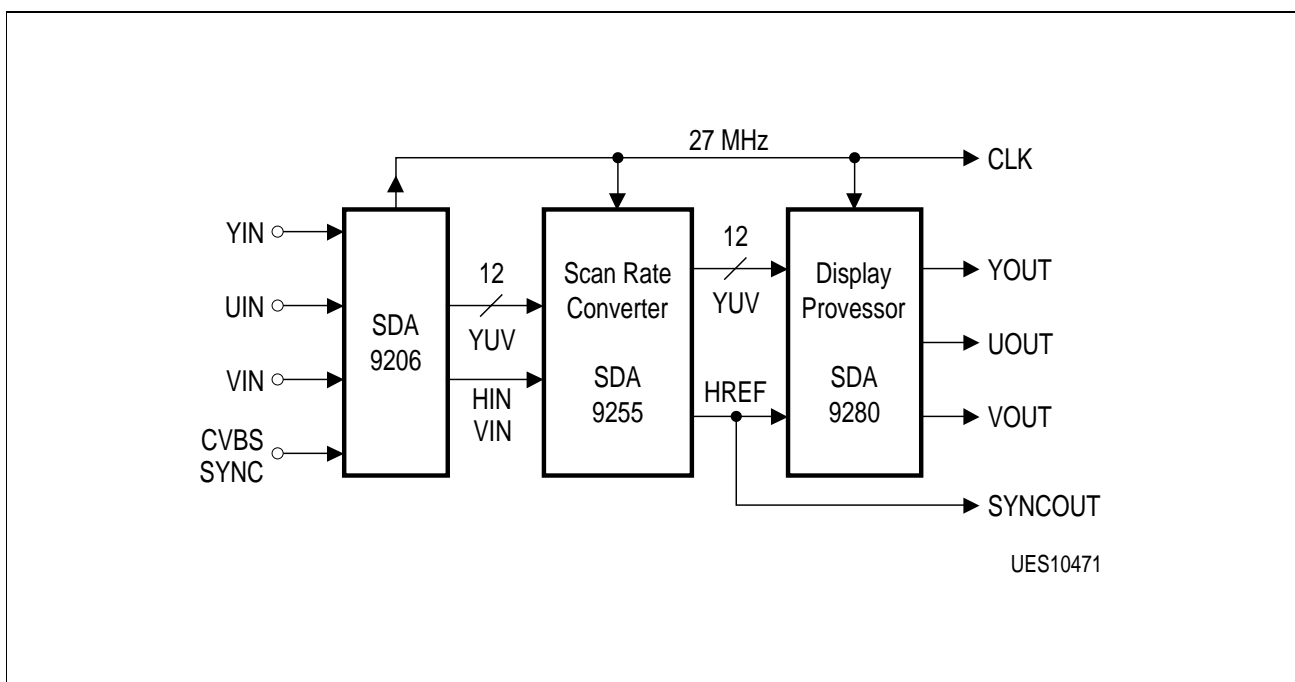 27 MHz
CLK
YIN
UIN
VIN
CVBS
SYNC
SDA
9206
12
YUV
HIN
VIN
Scan Rate
Converter
SDA
9255
12
YUV
HREF
Display
Provessor
SDA
9280
YOUT
UOUT
VOUT
SYNCOUT
UES10471